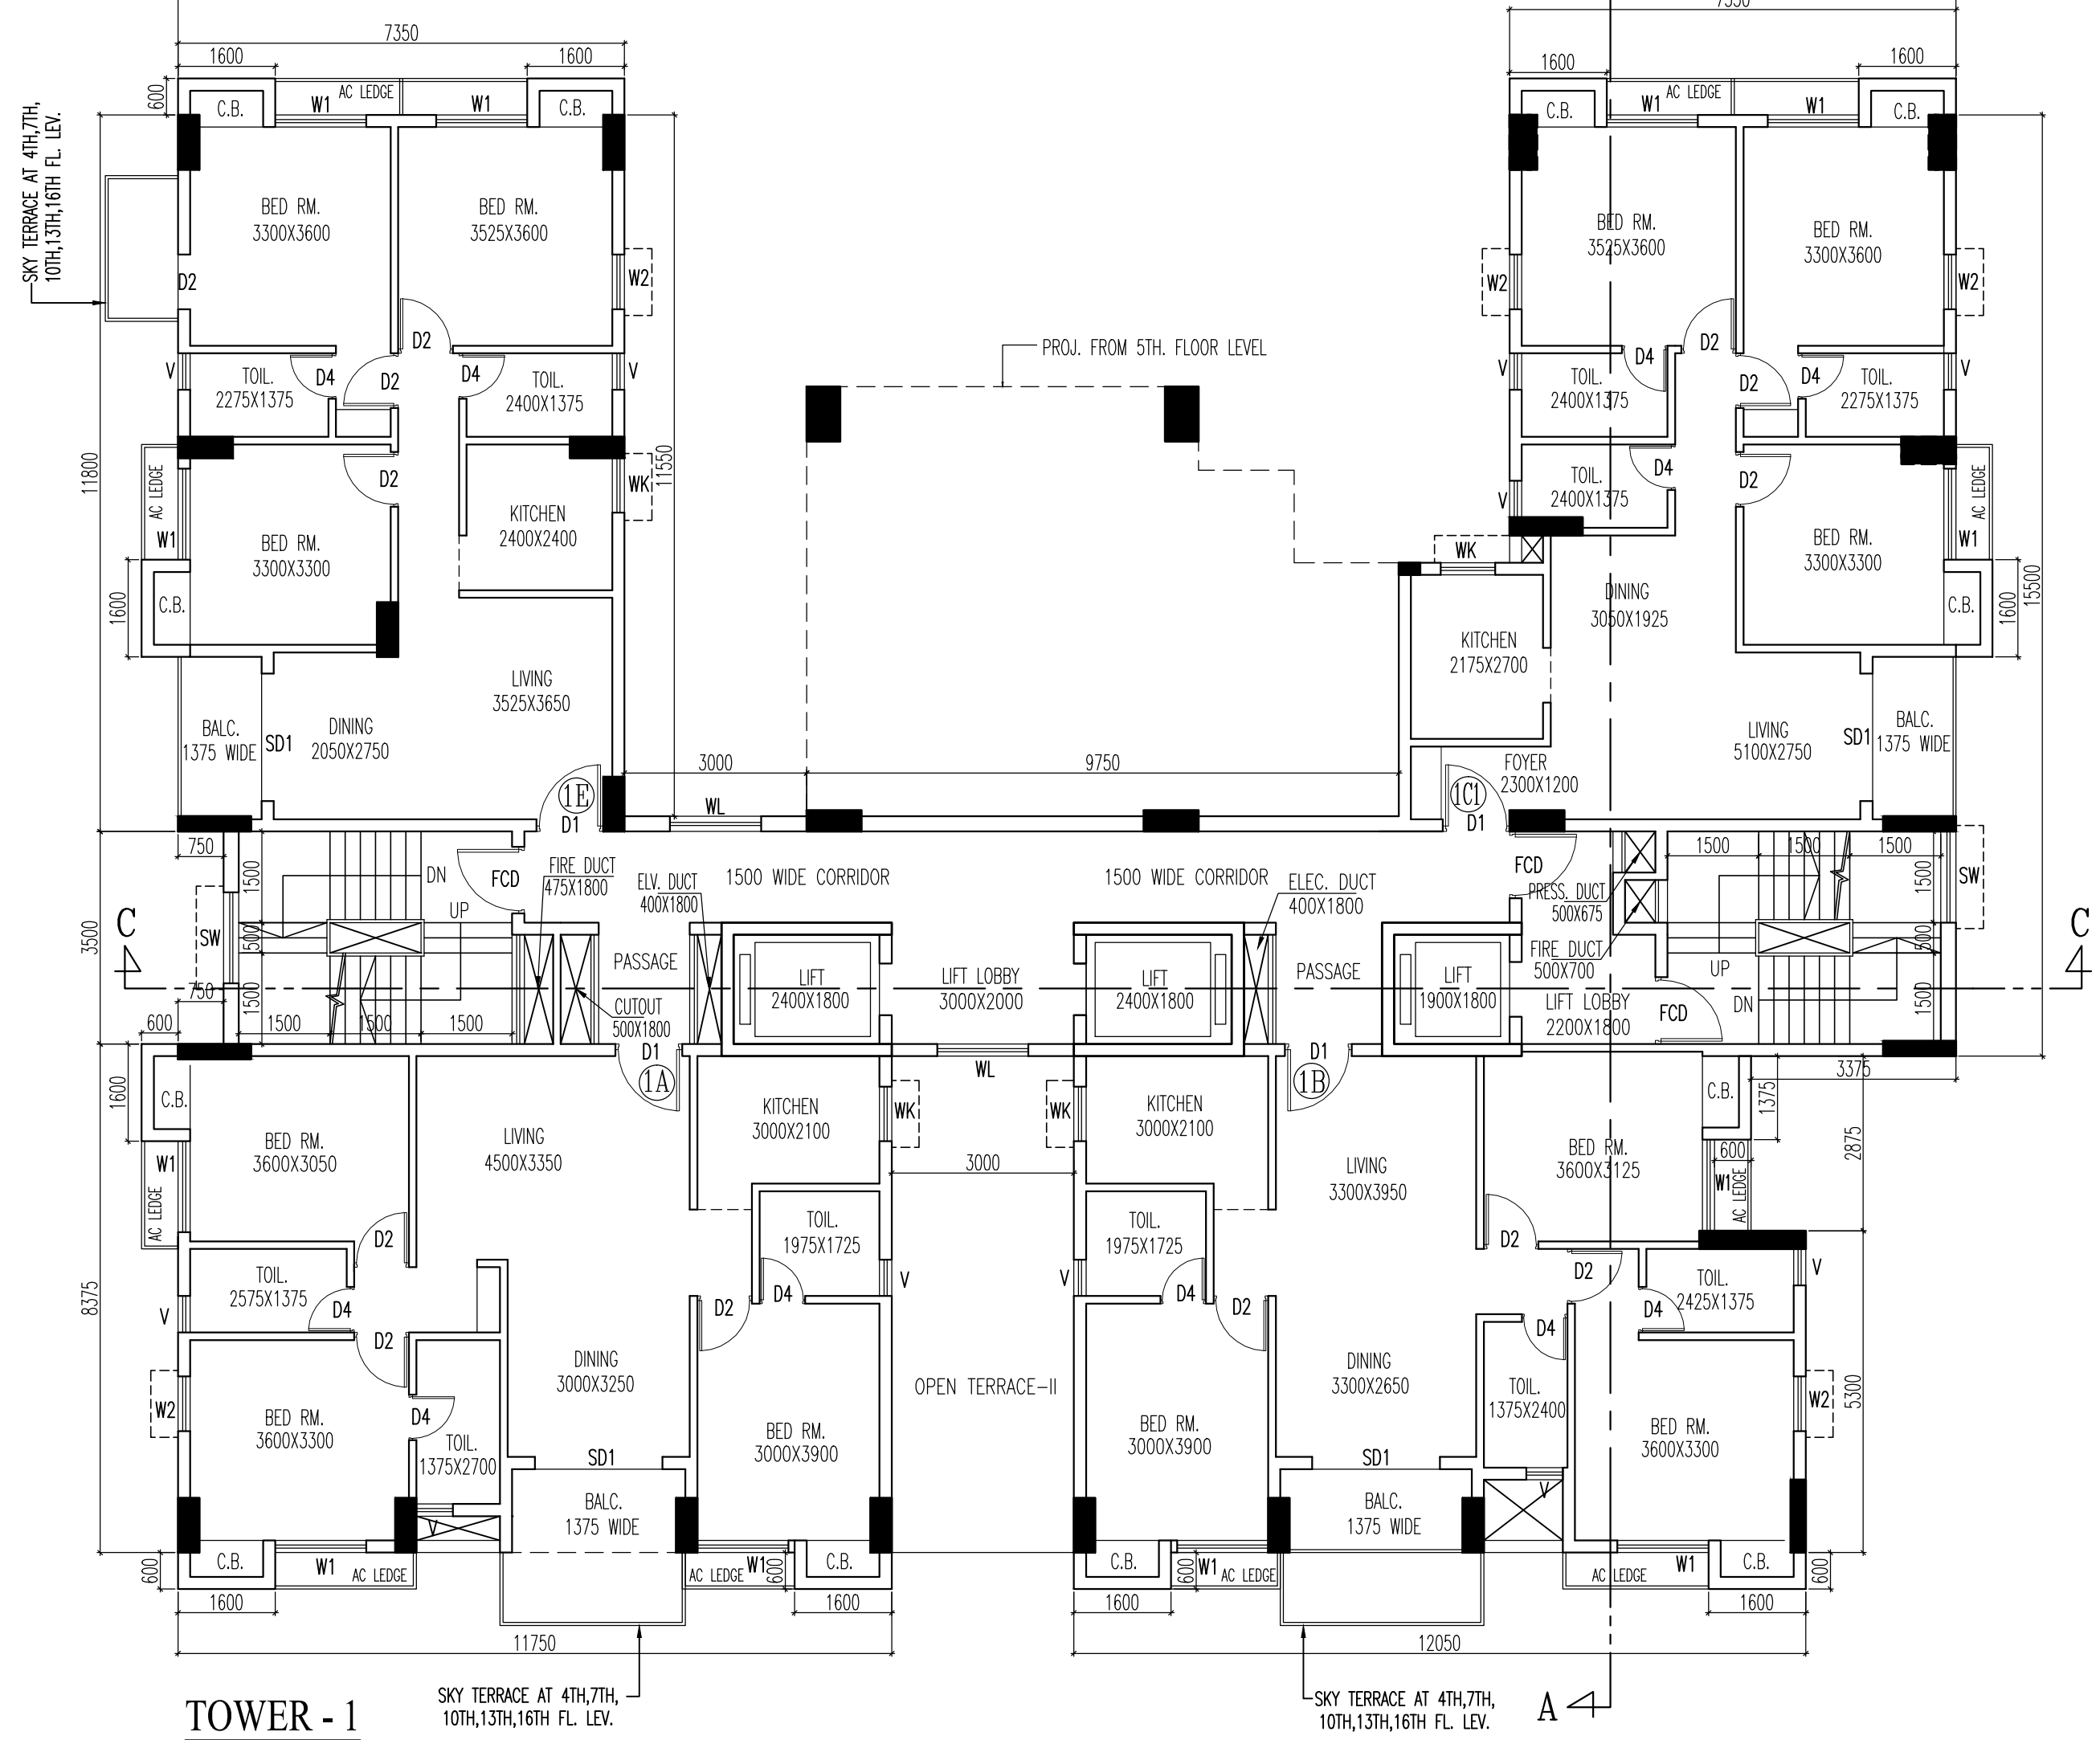 7350
7350
1600
1600
1600
1600
600
SKY TERRACE AT 4TH,7TH,
10TH,13TH,16TH FL. LEV.
C.B.
W1
AC LEDGE
W1
C.B.
C.B.
W1
AC LEDGE
W1
C.B.
BED RM.
3300X3600
BED RM.
3525X3600
BED RM.
3525X3600
BED RM.
3300X3600
D2
W2
W2
W2
PROJ. FROM 5TH. FLOOR LEVEL
D2
D2
V
TOIL.
2275X1375
D4
D2
D4
TOIL.
2400X1375
V
V
TOIL.
2400X1375
D4
D2
D4
TOIL.
2275X1375
V
11800
AC LEDGE
W1
D2
11550
WK
KITCHEN
2400X2400
BED RM.
3300X3300
TOIL.
2400X1375
D4
V
D2
AC LEDGE
W1
BED RM.
3300X3300
15500
WK
1600
C.B.
DINING
3050X1925
C.B.
1600
KITCHEN
2175X2700
LIVING
3525X3650
BALC.
1375 WIDE
SD1
DINING
2050X2750
LIVING
5100X2750
SD1
BALC.
1375 WIDE
3000
9750
FOYER
2300X1200
1E
D1
WL
1C1
D1
750
1500
DN
FCD
FIRE DUCT
475X1800
ELV. DUCT
400X1800
1500 WIDE CORRIDOR
1500 WIDE CORRIDOR
ELEC. DUCT
400X1800
FCD
PRESS. DUCT
500X675
1500
1500
1500
1500
SW
UP
C
3500
SW
1500
PASSAGE
LIFT
2400X1800
LIFT LOBBY
3000X2000
LIFT
2400X1800
PASSAGE
LIFT
1900X1800
FIRE DUCT
500X700
UP
500
C
CUTOUT
500X1800
LIFT LOBBY
2200X1800
FCD
DN
1500
750
1500
600
1500
1500
1500
D1
1A
WL
D1
1B
3375
1600
C.B.
KITCHEN
3000X2100
WK
WK
KITCHEN
3000X2100
C.B.
1375
BED RM.
3600X3050
LIVING
4500X3350
3000
LIVING
3300X3950
BED RM.
3600X3125
2875
600
W1
AC LEDGE
W1
AC LEDGE
TOIL.
1975X1725
TOIL.
1975X1725
D2
D2
8375
TOIL.
2575X1375
D4
V
D2
D4
V
V
D4
D2
D2
D4
TOIL.
2425X1375
V
D2
D4
DINING
3000X3250
OPEN TERRACE-II
DINING
3300X2650
TOIL.
1375X2400
W2
5300
W2
BED RM.
3600X3300
D4
TOIL.
1375X2700
BED RM.
3000X3900
BED RM.
3000X3900
BED RM.
3600X3300
SD1
SD1
V
BALC.
1375 WIDE
BALC.
1375 WIDE
V
600
C.B.
W1
AC LEDGE
AC LEDGE
W1
600
C.B.
C.B.
600
W1
AC LEDGE
AC LEDGE
W1
C.B.
600
1600
1600
1600
1600
11750
12050
SKY TERRACE AT 4TH,7TH,
10TH,13TH,16TH FL. LEV.
SKY TERRACE AT 4TH,7TH,
10TH,13TH,16TH FL. LEV.
A
TOWER - 1